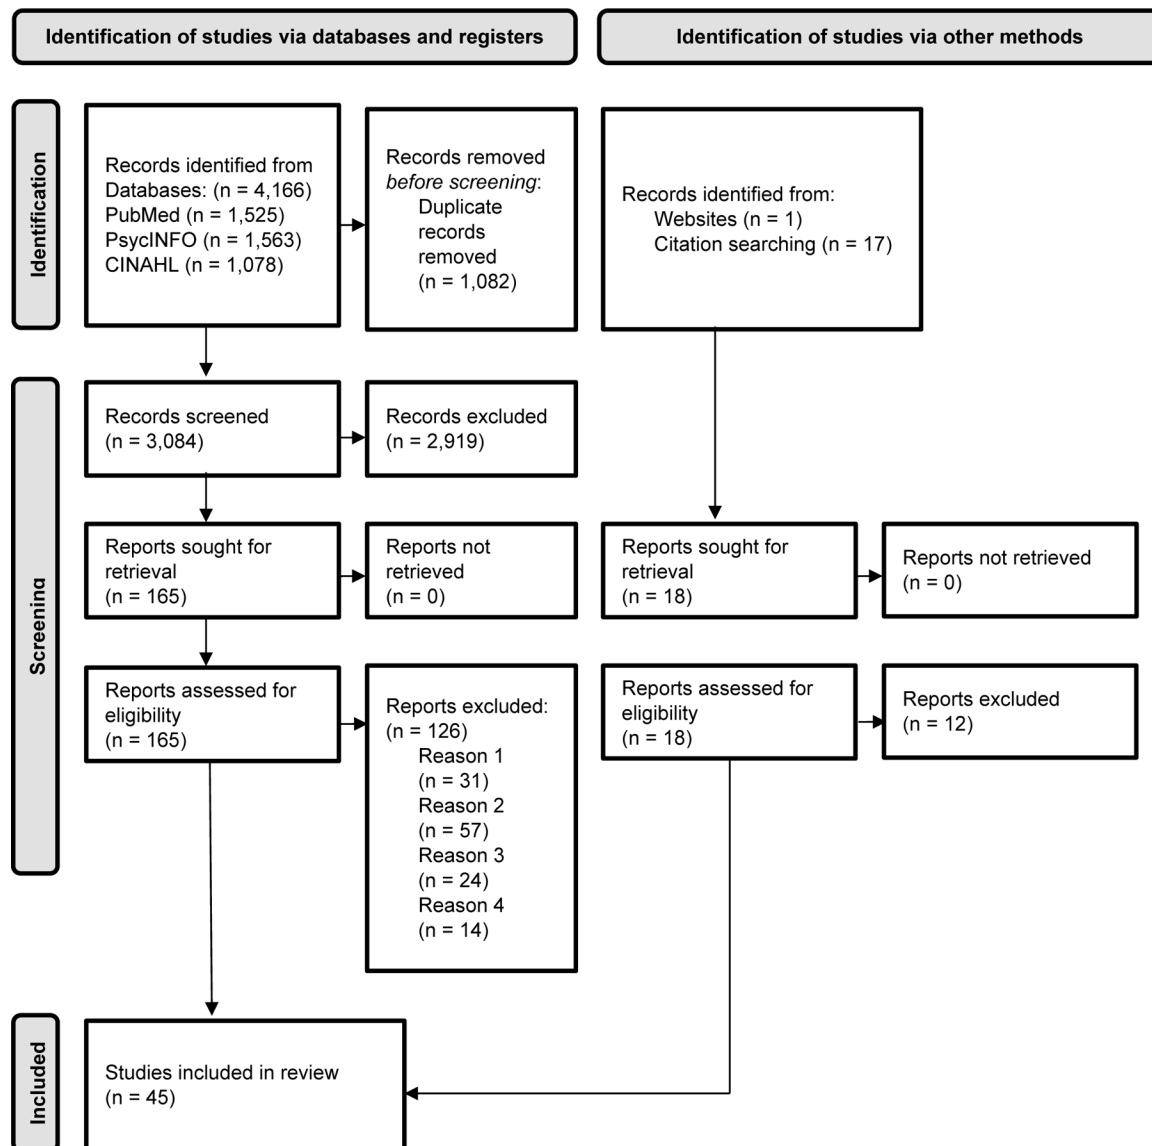 Identification of studies via databases and registers
Identification of studies via other methods
Identification
Records identified from
Databases: (n = 4,166)
PubMed (n = 1,525)
PsycINFO (n = 1,563)
CINAHL (n = 1,078)
Records removed
before screening:
Duplicate
records
removed
(n = 1,082)
Records identified from:
Websites (n = 1)
Citation searching (n = 17)
Screening
Records screened
(n = 3,084)
Records excluded
(n = 2,919)
Reports sought for
retrieval
(n = 165)
Reports not
retrieved
(n = 0)
Reports sought for
retrieval
(n = 18)
Reports not retrieved
(n = 0)
Reports assessed for
eligibility
(n = 165)
Reports excluded:
(n = 126)
Reason 1
(n = 31)
Reason 2
(n = 57)
Reason 3
(n = 24)
Reason 4
(n = 14)
Reports assessed for
eligibility
(n = 18)
Reports excluded
(n = 12)
Included
Studies included in review
(n = 45)